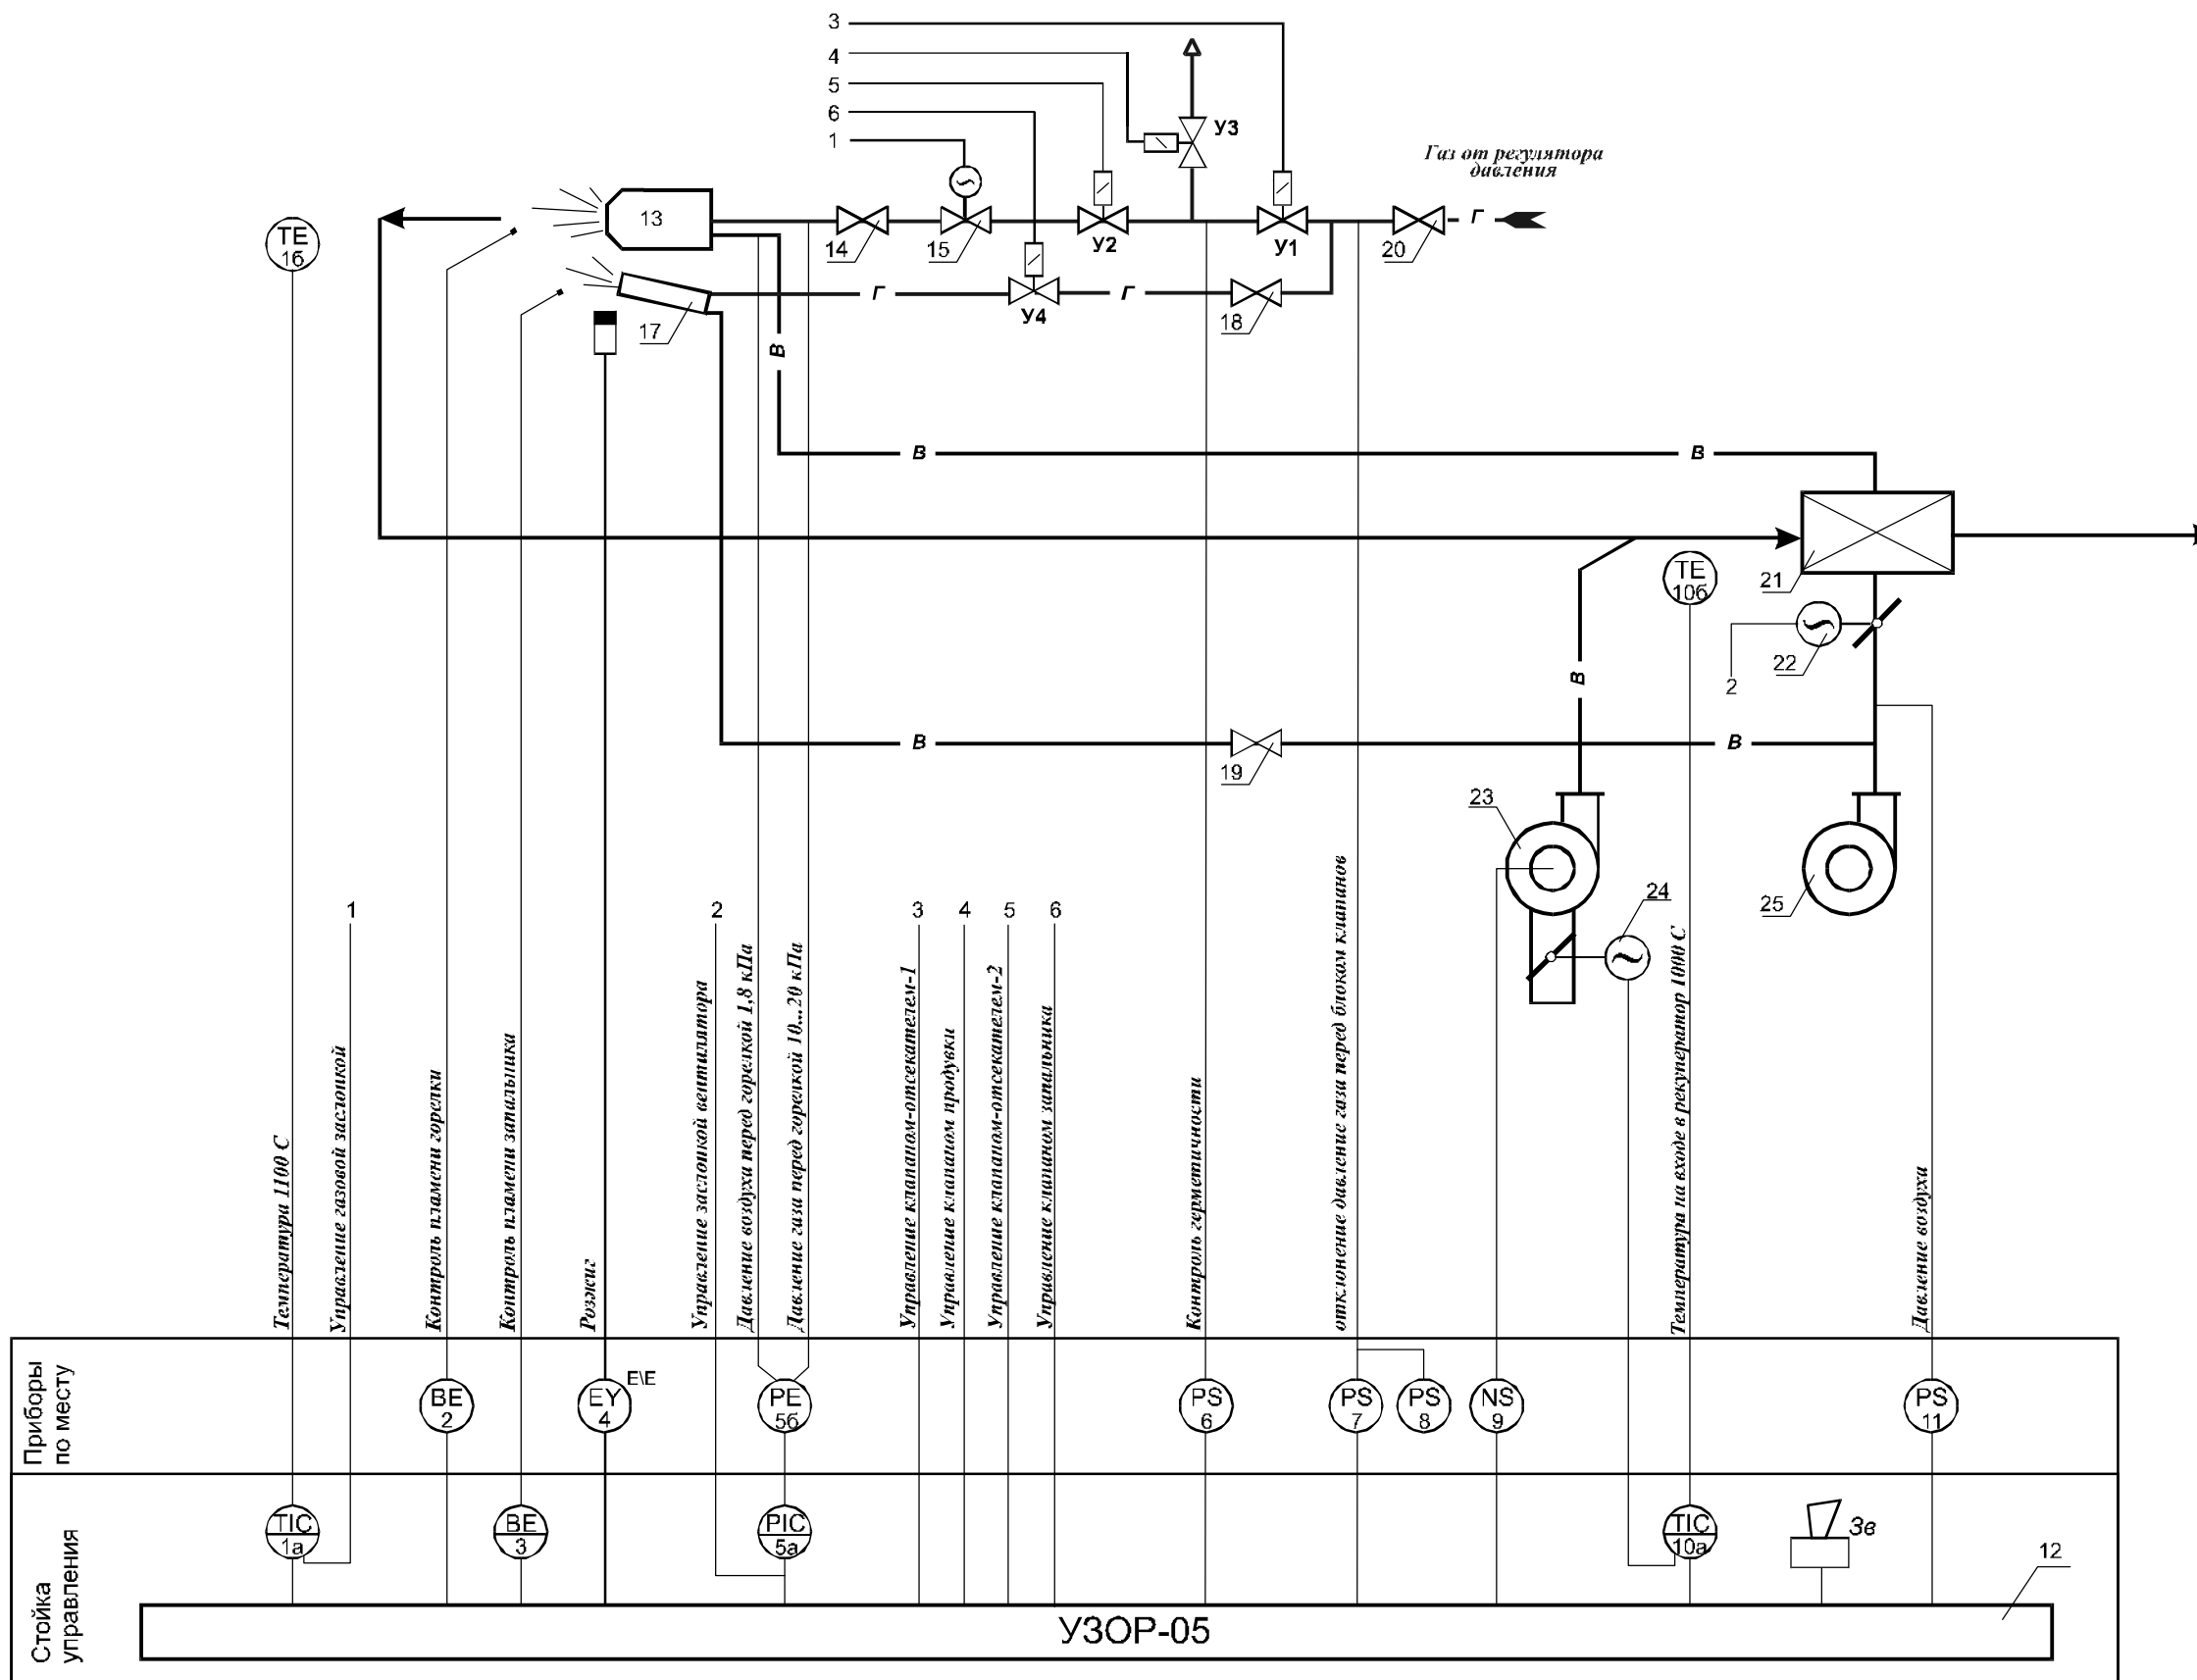 3
4
5
6
1
У3
Газ от регулятора
давления
Г
13
14
15
У2
У1
20
ТЕ
1б
17
Г
У4
Г
18
В
В
В
21
ТЕ
10б
22
2
В
В
19
В
23
24
25
1
2
3
4
5
6
Температура 1100 С
Управление газовой заслонкой
Контроль пламени горелки
Контроль пламени запальника
Розжиг
Управление заслонкой вентилятора
Давление воздуха перед горелкой 1,8 кПа
Давление газа перед горелкой 10...20 кПа
Управление клапаном-отсекателем-1
Управление клапаном продувки
Управление клапаном-отсекателем-2
Управление клапаном запальника
Контроль герметичности
отклонение давление газа перед блоком клапанов
Температура на входе в рекуператор 1000 С
Давление воздуха
Приборы
по месту
BE
2
EY
4
E\E
PE
5б
PS
6
PS
7
PS
8
NS
9
PS
11
Стойка
управления
TIC
1а
BE
3
PIC
5а
TIC
10а
Зв
12
УЗОР-05